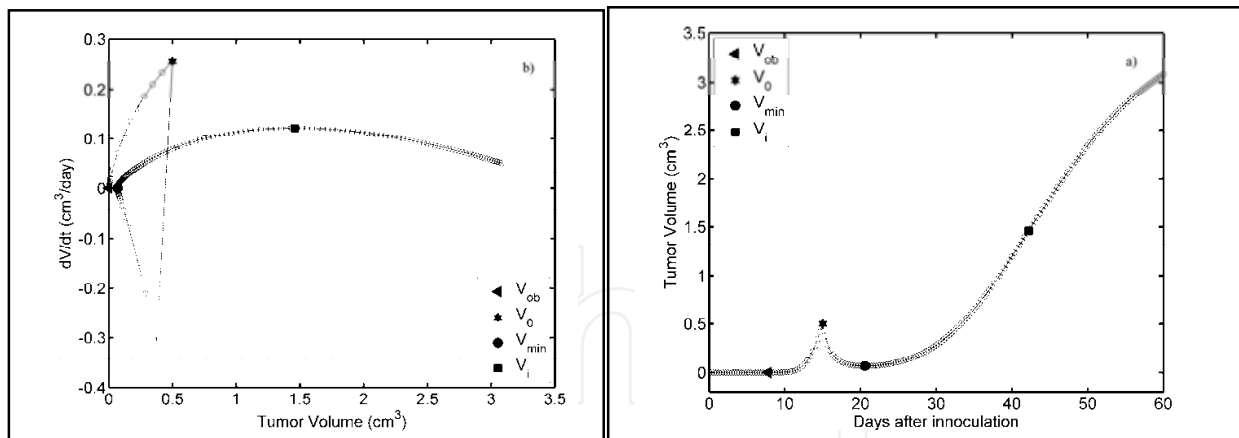 0.3
0.2
0.1
0
-0.1
-0.2
-0.3
-0.4
dV/dt (cm3/day)
b)
V_ob
V_0
V_min
V_i
0 0.5 1 1.5 2 2.5 3 3.5
Tumor Volume (cm3)
3.5
3
2.5
2
1.5
1
0.5
0
Tumor Volume (cm3)
V_ob
V_0
V_min
V_i
a)
0 10 20 30 40 50 60
Days after innoculation